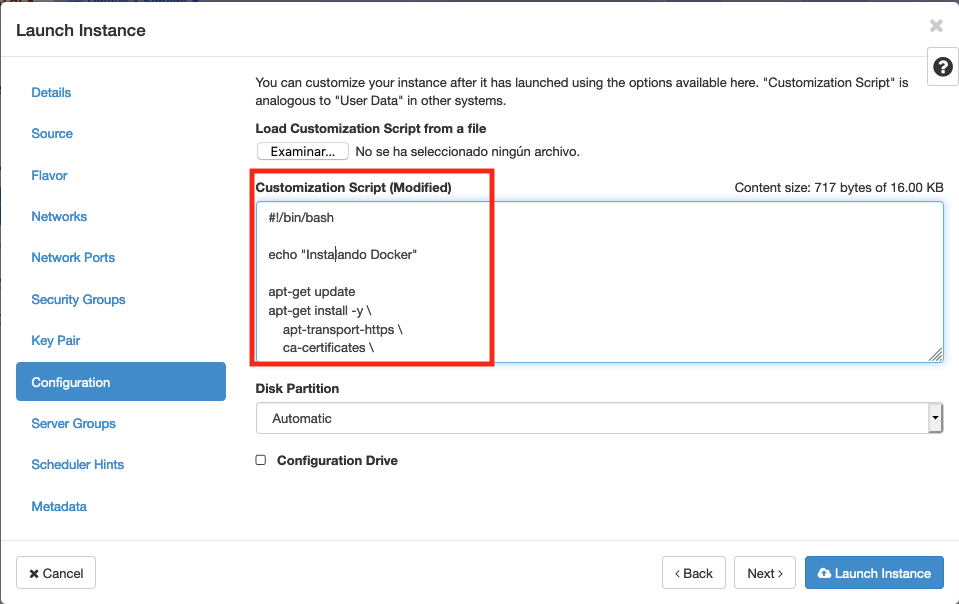 Launch Instance
Details
Source
Flavor
Networks
Network Ports
Security Groups
Key Pair
Configuration
Server Groups
Scheduler Hints
Metadata
You can customize your instance after it has launched using the options available here. "Customization Script" is
analogous to "User Data" in other systems.
Load Customization Script from a file
Examinar... No se ha seleccionado ningún archivo.
Customization Script (Modified) Content size: 717 bytes of 16.00 KB
#!/bin/bash
echo "Instalando Docker"
apt-get update
apt-get install -y \
apt-transport-https \
ca-certificates \
Disk Partition
Automatic
Configuration Drive
Cancel
‹ Back
Next ›
Launch Instance